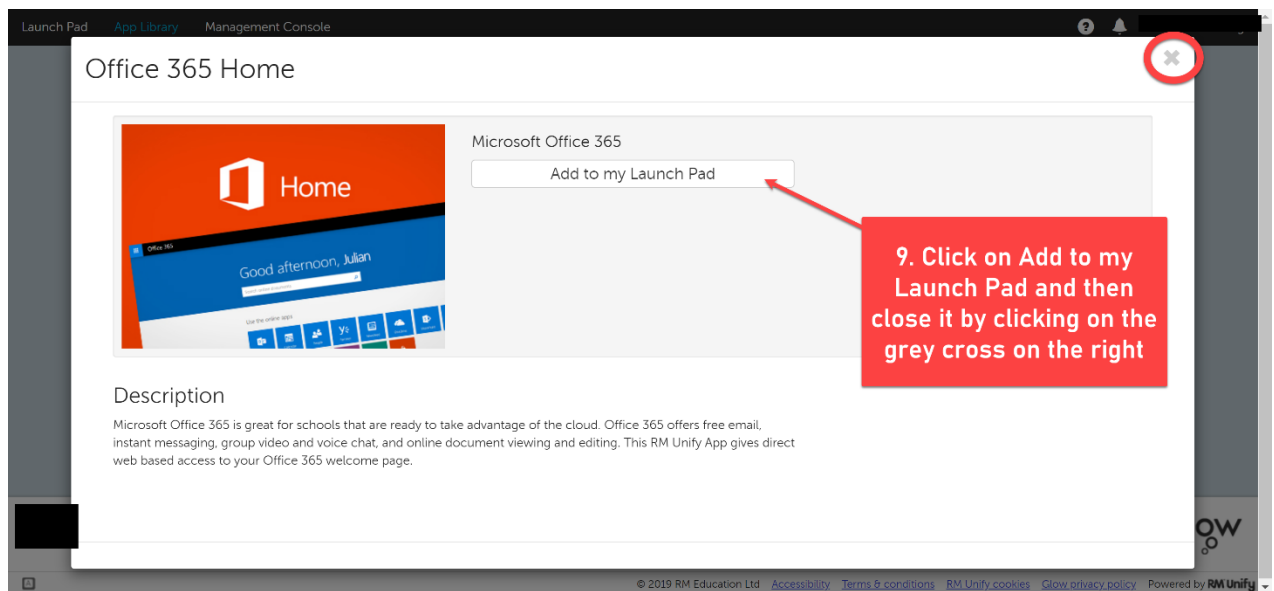 Launch Pad App Library Management Console
Office 365 Home
Microsoft Office 365
Add to my Launch Pad
Home
Office 365
Good afternoon, Julian
Use the online apps
9. Click on Add to my
Launch Pad and then
close it by clicking on the
grey cross on the right
Description
Microsoft Office 365 is great for schools that are ready to take advantage of the cloud. Office 365 offers free email,
instant messaging, group video and voice chat, and online document viewing and editing. This RM Unify App gives direct
web based access to your Office 365 welcome page.
ow
© 2019 RM Education Ltd Accessibility Terms & conditions RM Unify cookies Glow privacy policy Powered by RM Unify